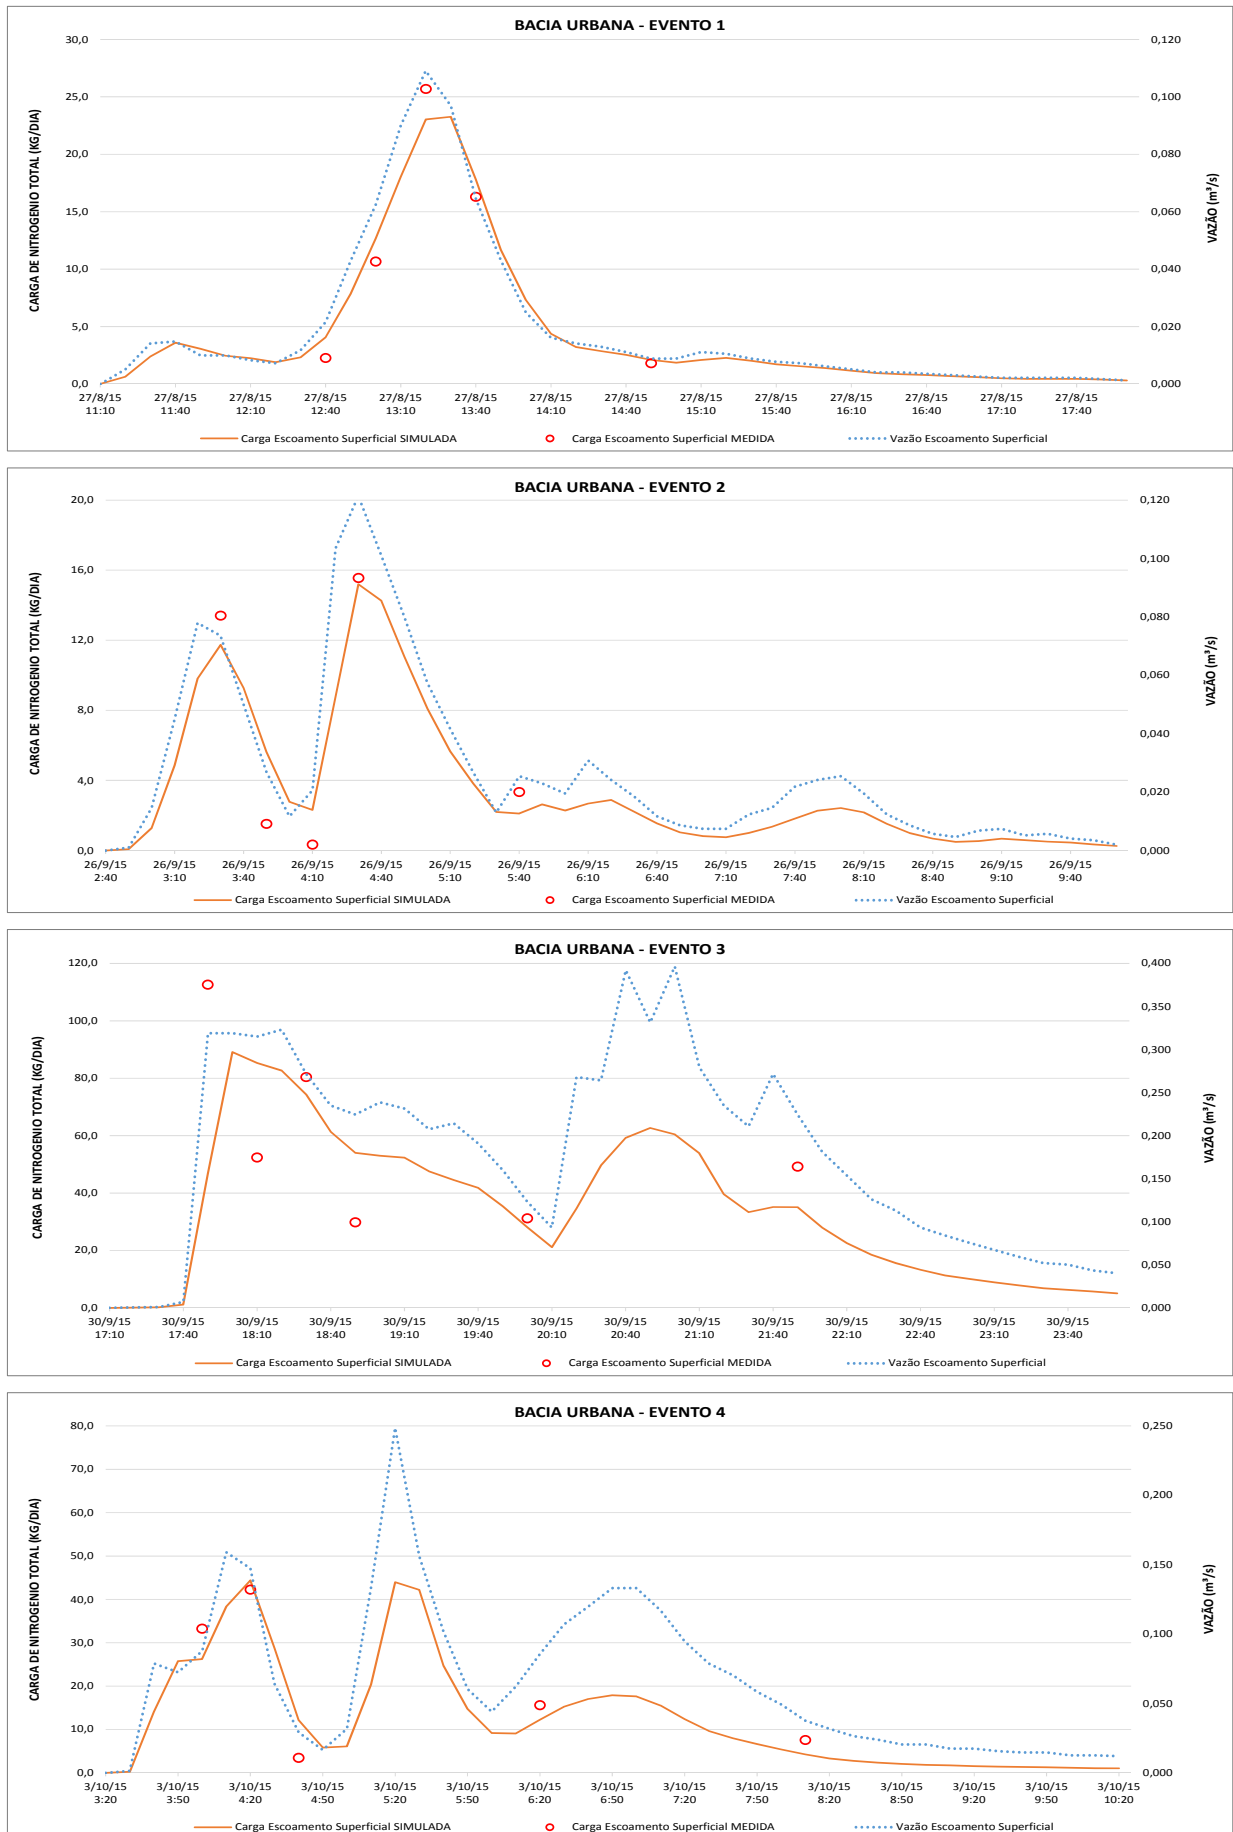 BACIA URBANA - EVENTO 1
CARGA DE NITROGENIO TOTAL (KG/DIA)
30,0
25,0
20,0
15,0
10,0
5,0
0,0
0,120
0,100
0,080
0,060
0,040
0,020
0,000
VAZÃO (m³/s)
27/8/15 27/8/15 27/8/15 27/8/15 27/8/15 27/8/15 27/8/15 27/8/15 27/8/15 27/8/15 27/8/15 27/8/15 27/8/15 27/8/15
11:10 11:40 12:10 12:40 13:10 13:40 14:10 14:40 15:10 15:40 16:10 16:40 17:10 17:40
Carga Escoamento Superficial SIMULADA Carga Escoamento Superficial MEDIDA Vazão Escoamento Superficial
BACIA URBANA - EVENTO 2
CARGA DE NITROGENIO TOTAL (KG/DIA)
20,0
16,0
12,0
8,0
4,0
0,0
0,120
0,100
0,080
0,060
0,040
0,020
0,000
VAZÃO (m³/s)
26/9/15 26/9/15 26/9/15 26/9/15 26/9/15 26/9/15 26/9/15 26/9/15 26/9/15 26/9/15 26/9/15 26/9/15 26/9/15 26/9/15 26/9/15
2:40 3:10 3:40 4:10 4:40 5:10 5:40 6:10 6:40 7:10 7:40 8:10 8:40 9:10 9:40
Carga Escoamento Superficial SIMULADA Carga Escoamento Superficial MEDIDA Vazão Escoamento Superficial
BACIA URBANA - EVENTO 3
CARGA DE NITROGENIO TOTAL (KG/DIA)
120,0
100,0
80,0
60,0
40,0
20,0
0,0
0,400
0,350
0,300
0,250
0,200
0,150
0,100
0,050
0,000
VAZÃO (m³/s)
30/9/15 30/9/15 30/9/15 30/9/15 30/9/15 30/9/15 30/9/15 30/9/15 30/9/15 30/9/15 30/9/15 30/9/15 30/9/15 30/9/15
17:10 17:40 18:10 18:40 19:10 19:40 20:10 20:40 21:10 21:40 22:10 22:40 23:10 23:40
Carga Escoamento Superficial SIMULADA Carga Escoamento Superficial MEDIDA Vazão Escoamento Superficial
BACIA URBANA - EVENTO 4
CARGA DE NITROGENIO TOTAL (KG/DIA)
80,0
70,0
60,0
50,0
40,0
30,0
20,0
10,0
0,0
0,250
0,200
0,150
0,100
0,050
0,000
VAZÃO (m³/s)
3/10/15 3/10/15 3/10/15 3/10/15 3/10/15 3/10/15 3/10/15 3/10/15 3/10/15 3/10/15 3/10/15 3/10/15 3/10/15 3/10/15 3/10/15
3:20 3:50 4:20 4:50 5:20 5:50 6:20 6:50 7:20 7:50 8:20 8:50 9:20 9:50 10:20
Carga Escoamento Superficial SIMULADA Carga Escoamento Superficial MEDIDA Vazão Escoamento Superficial